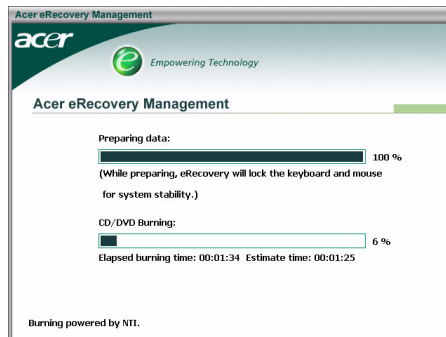 Acer eRecovery Management
acer
e Empowering Technology
Acer eRecovery Management
Preparing data:
100 %
(While preparing, eRecovery will lock the keyboard and mouse
for system stability.)
CD/DVD Burning:
6 %
Elapsed burning time: 00:01:34 Estimate time: 00:01:25
Burning powered by NTI.